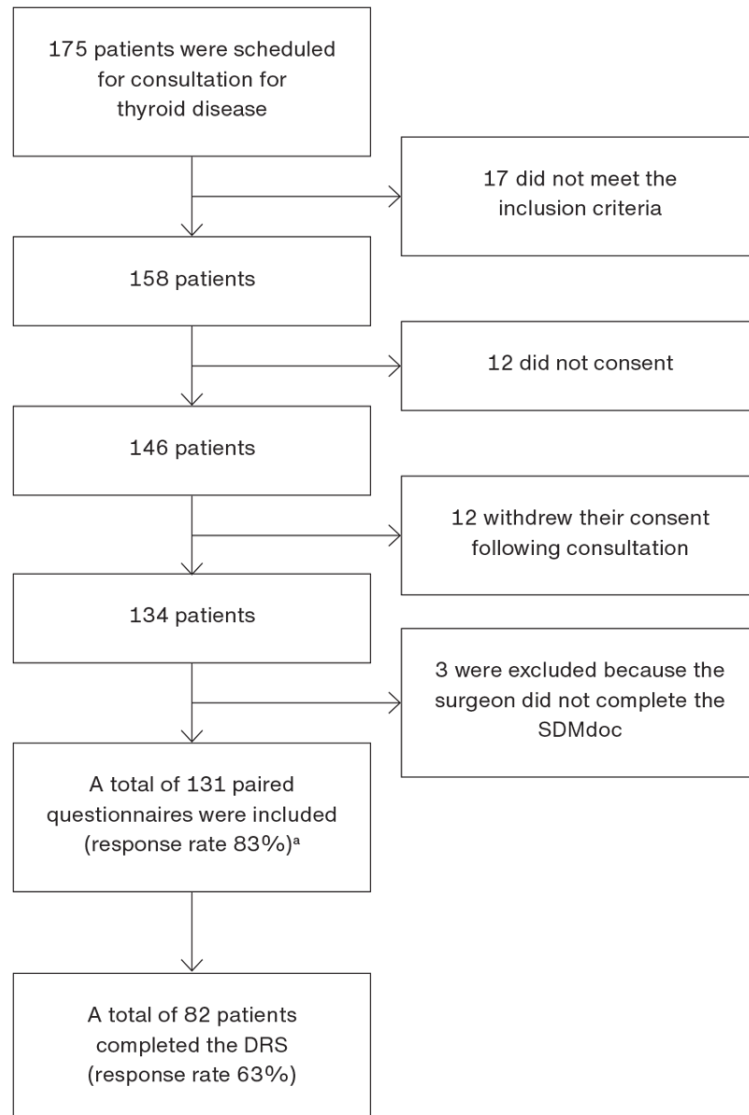 175 patients were scheduled
for consultation for
thyroid disease
17 did not meet the
inclusion criteria
158 patients
12 did not consent
146 patients
12 withdrew their consent
following consultation
134 patients
3 were excluded because the
surgeon did not complete the
SDMdoc
A total of 131 paired
questionnaires were included
(response rate 83%)ᵃ
A total of 82 patients
completed the DRS
(response rate 63%)